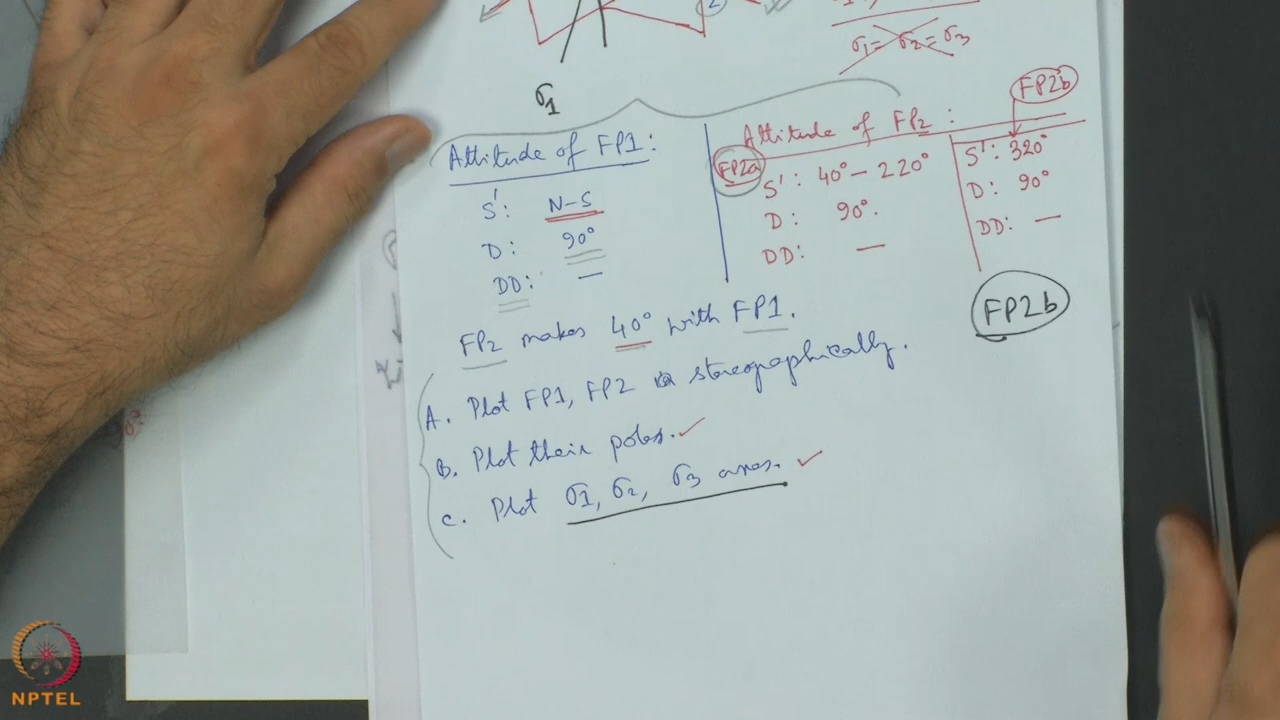 σ1= σ2=σ3
σ1
FP2b
Attitude of FP1:
S': N-S
D: 90°
DD: —
Attitude of FP2:
FP2a
S': 40°- 220°
D: 90°.
DD: —
S': 320°
D: 90°
DD: —
FP2b
FP2 makes 40° with FP1.
A. Plot FP1, FP2 stereographically.
B. Plot their poles.
C. Plot σ1, σ2, σ3 axes.
NPTEL